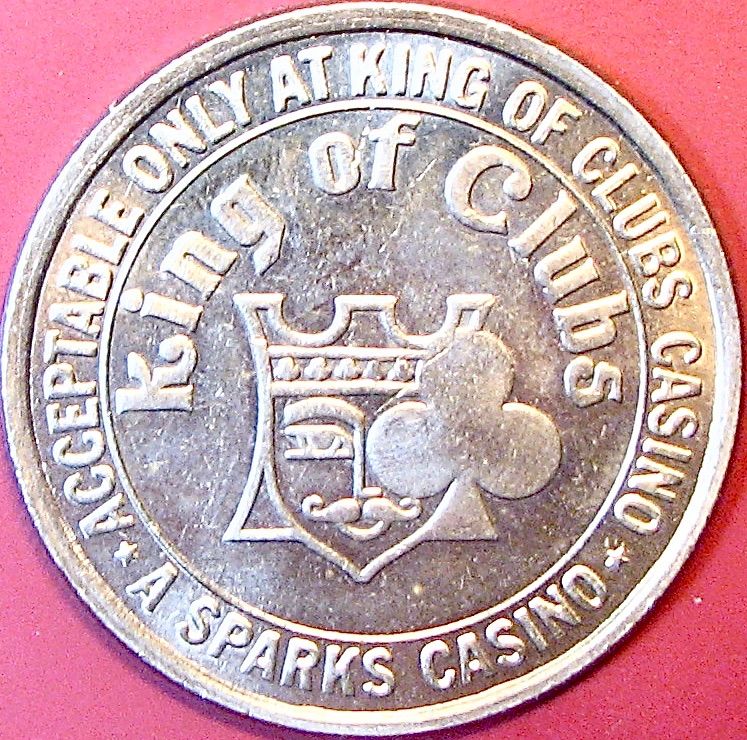 ACCEPTABLE ONLY AT KING OF CLUBS CASINO
King of Clubs
A SPARKS CASINO